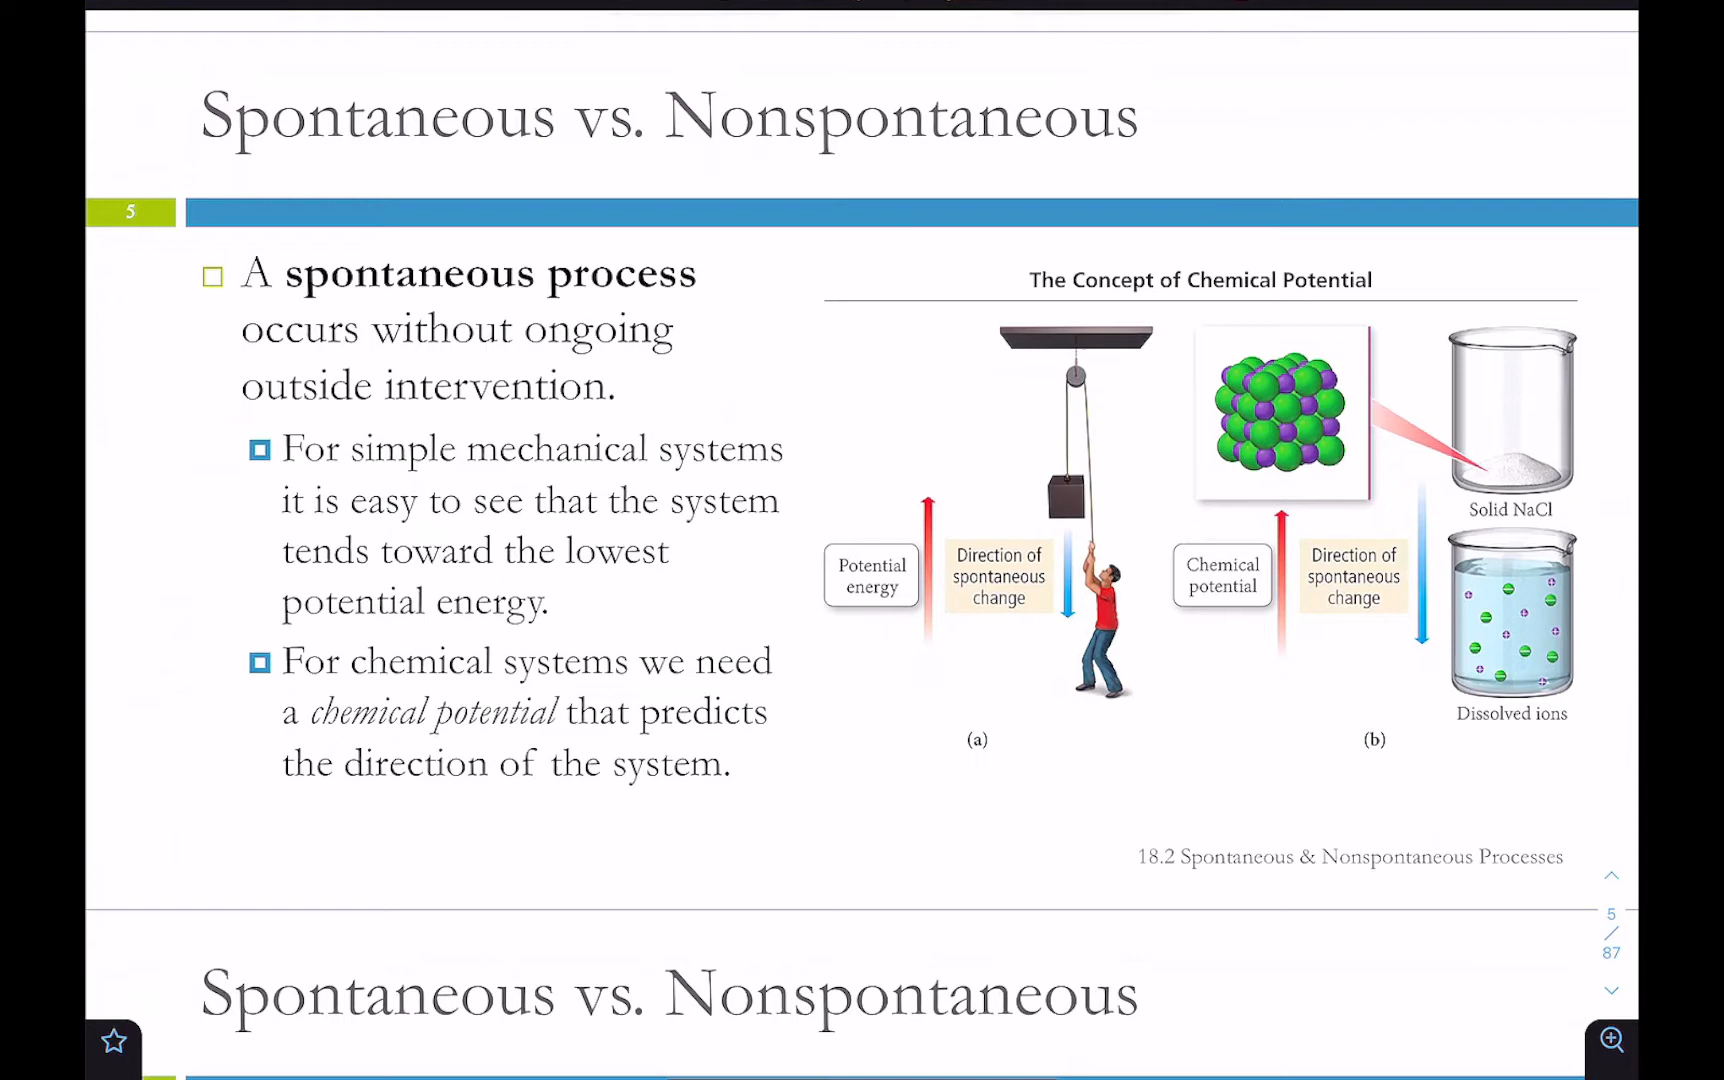 Spontaneous vs. Nonspontaneous
5
A spontaneous process
occurs without ongoing
outside intervention.
For simple mechanical systems
it is easy to see that the system
tends toward the lowest
potential energy.
For chemical systems we need
a chemical potential that predicts
the direction of the system.
The Concept of Chemical Potential
Potential
energy
Direction of
spontaneous
change
(a)
Chemical
potential
Direction of
spontaneous
change
Solid NaCl
Dissolved ions
(b)
18.2 Spontaneous & Nonspontaneous Processes
5
/
87
Spontaneous vs. Nonspontaneous